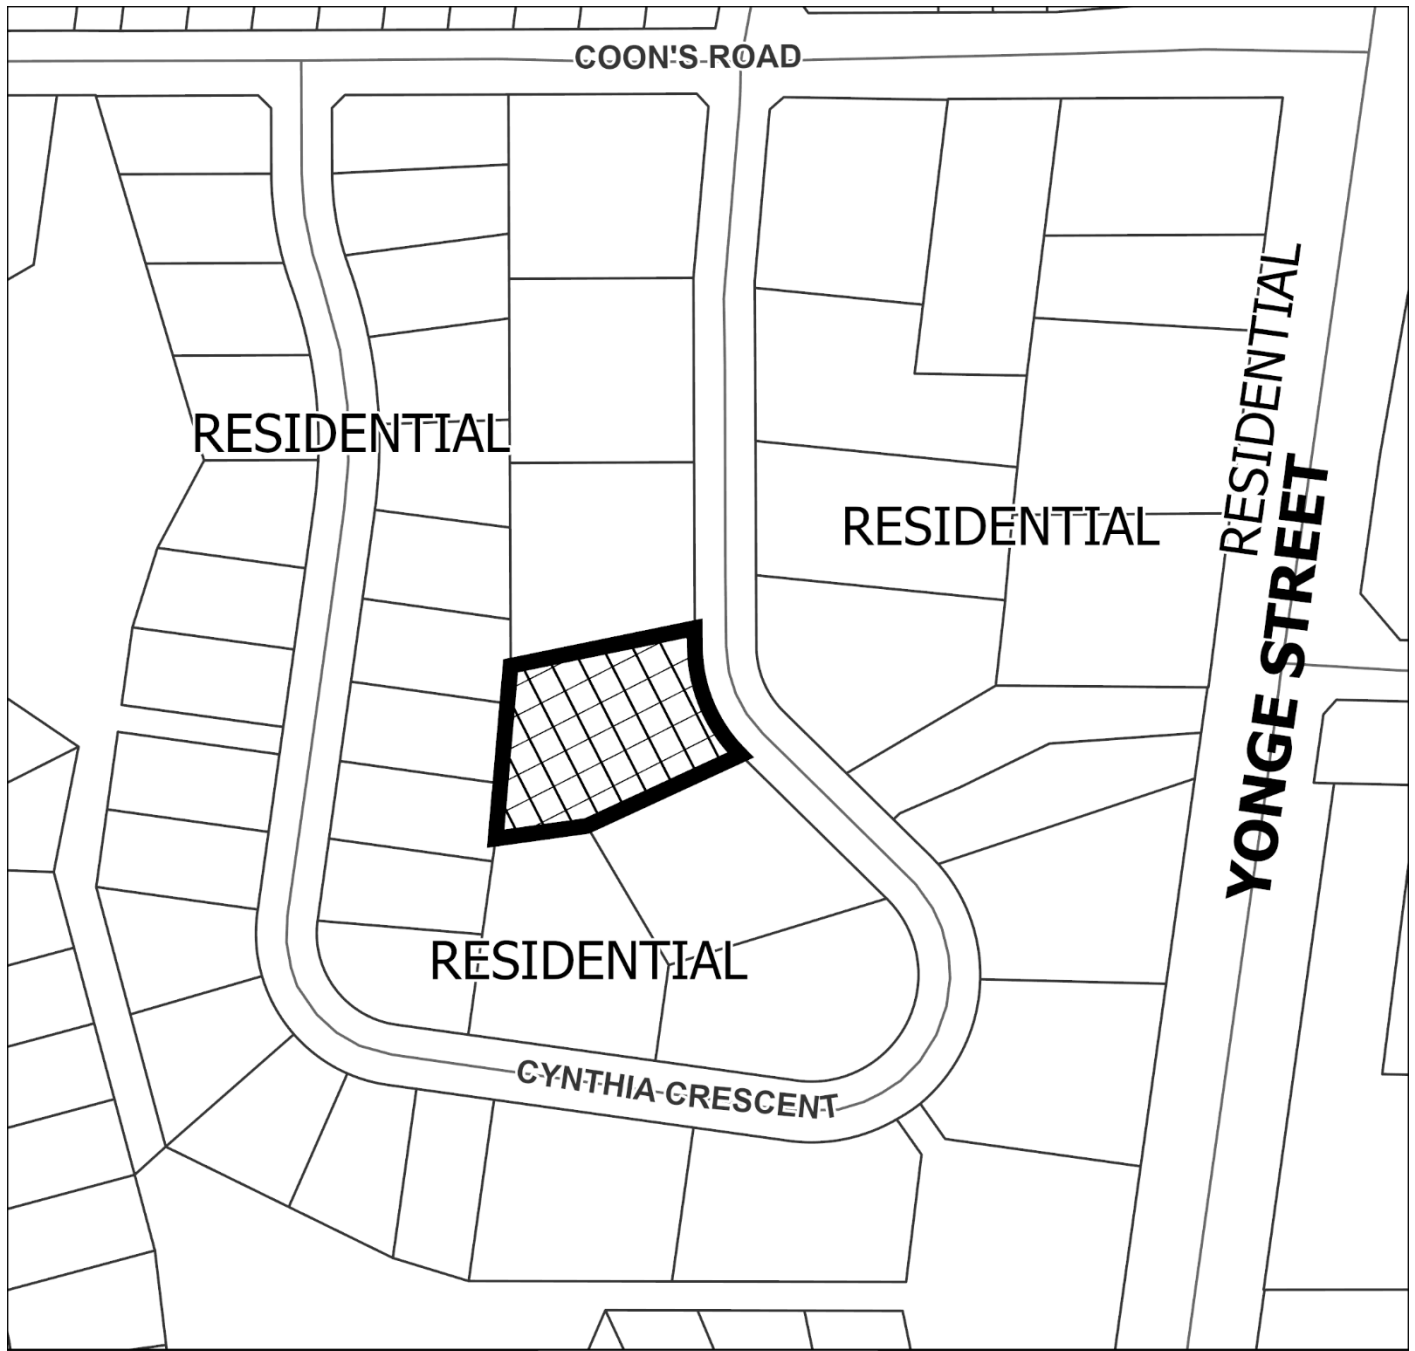 COON'S ROAD
RESIDENTIAL
RESIDENTIAL
RESIDENTIAL
YONGE STREET
RESIDENTIAL
CYNTHIA CRESCENT